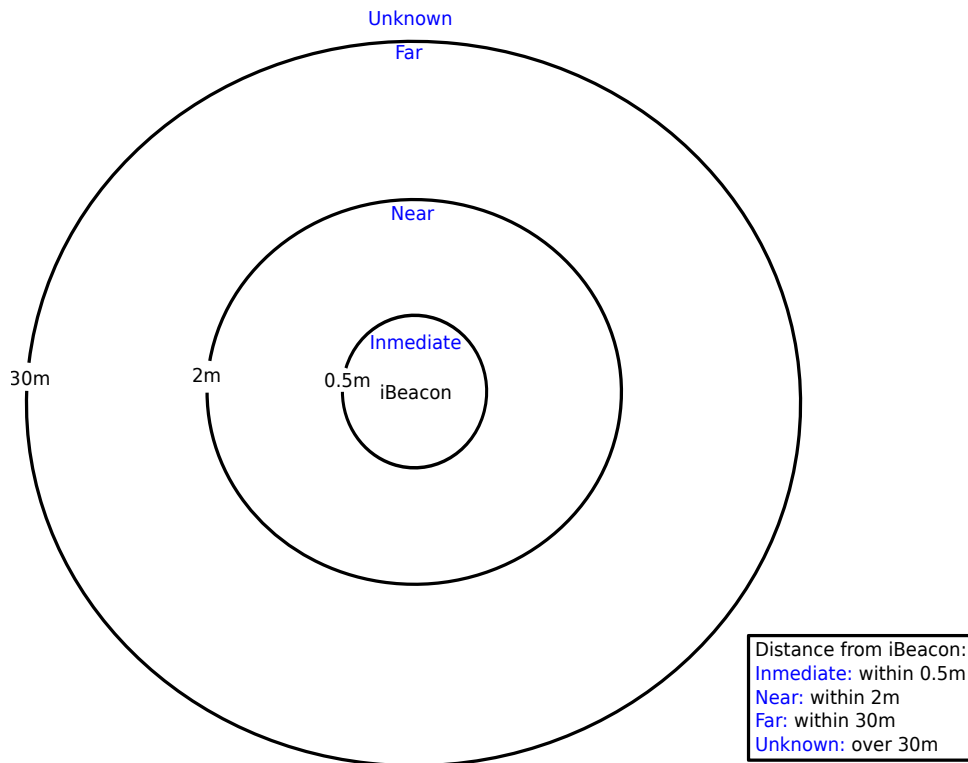 Unknown
Far
Near
Inmediate
30m
2m
0.5m
iBeacon
Distance from iBeacon:
Inmediate: within 0.5m
Near: within 2m
Far: within 30m
Unknown: over 30m